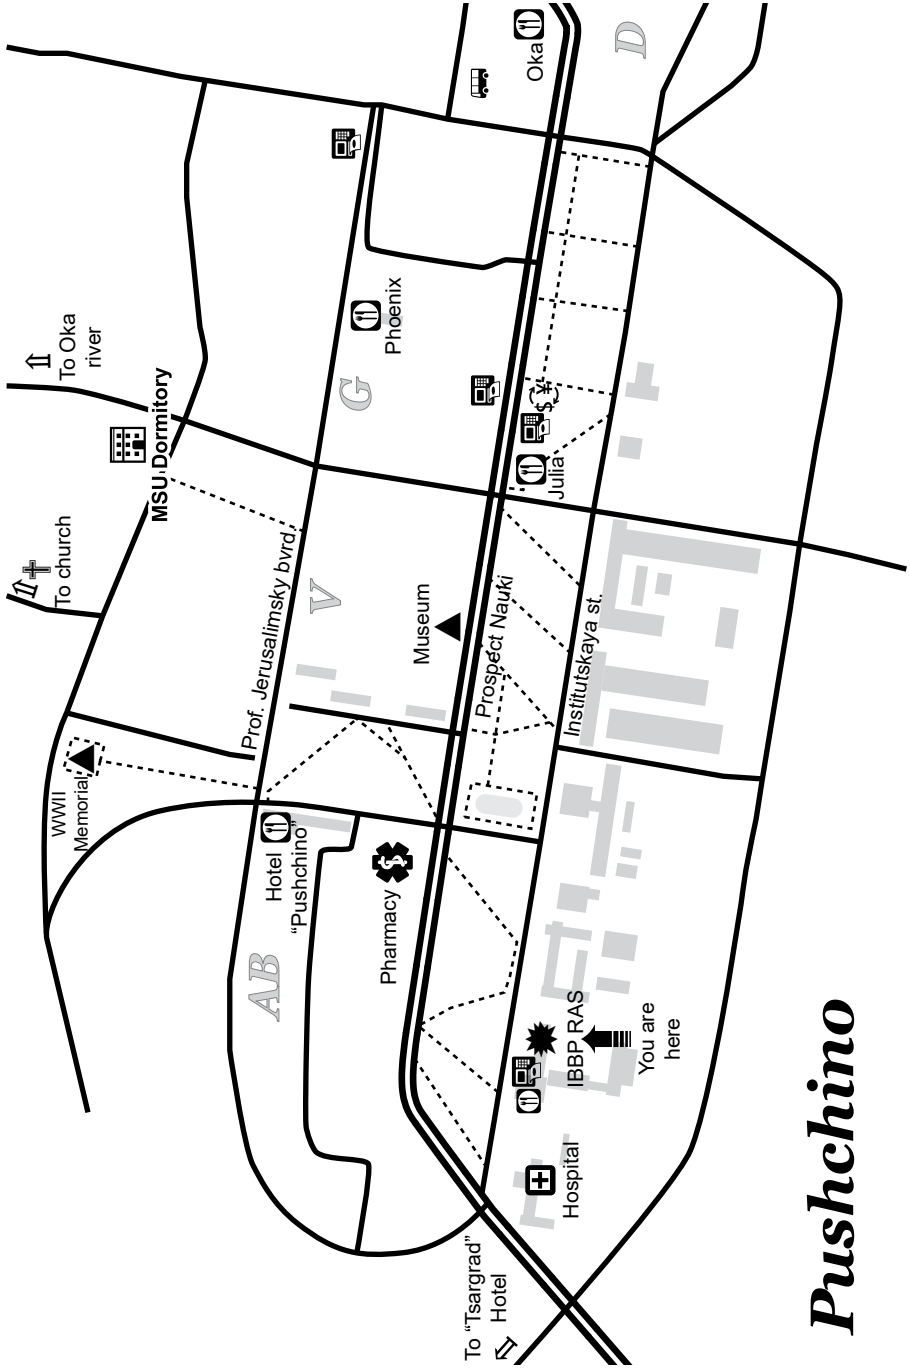 To church
To Oka
river
MSU Dormitory
WWII
Memorial
Prof. Jerusalimsky bvrd.
V
G
D
Phoenix
Oka
Hotel
“Pushchino”
AB
Museum
Pharmacy
Prospect Nauki
Julia
$
¥
Institutskaya st.
To “Tsargrad”
Hotel
Hospital
IBBP RAS
You are
here
Pushchino